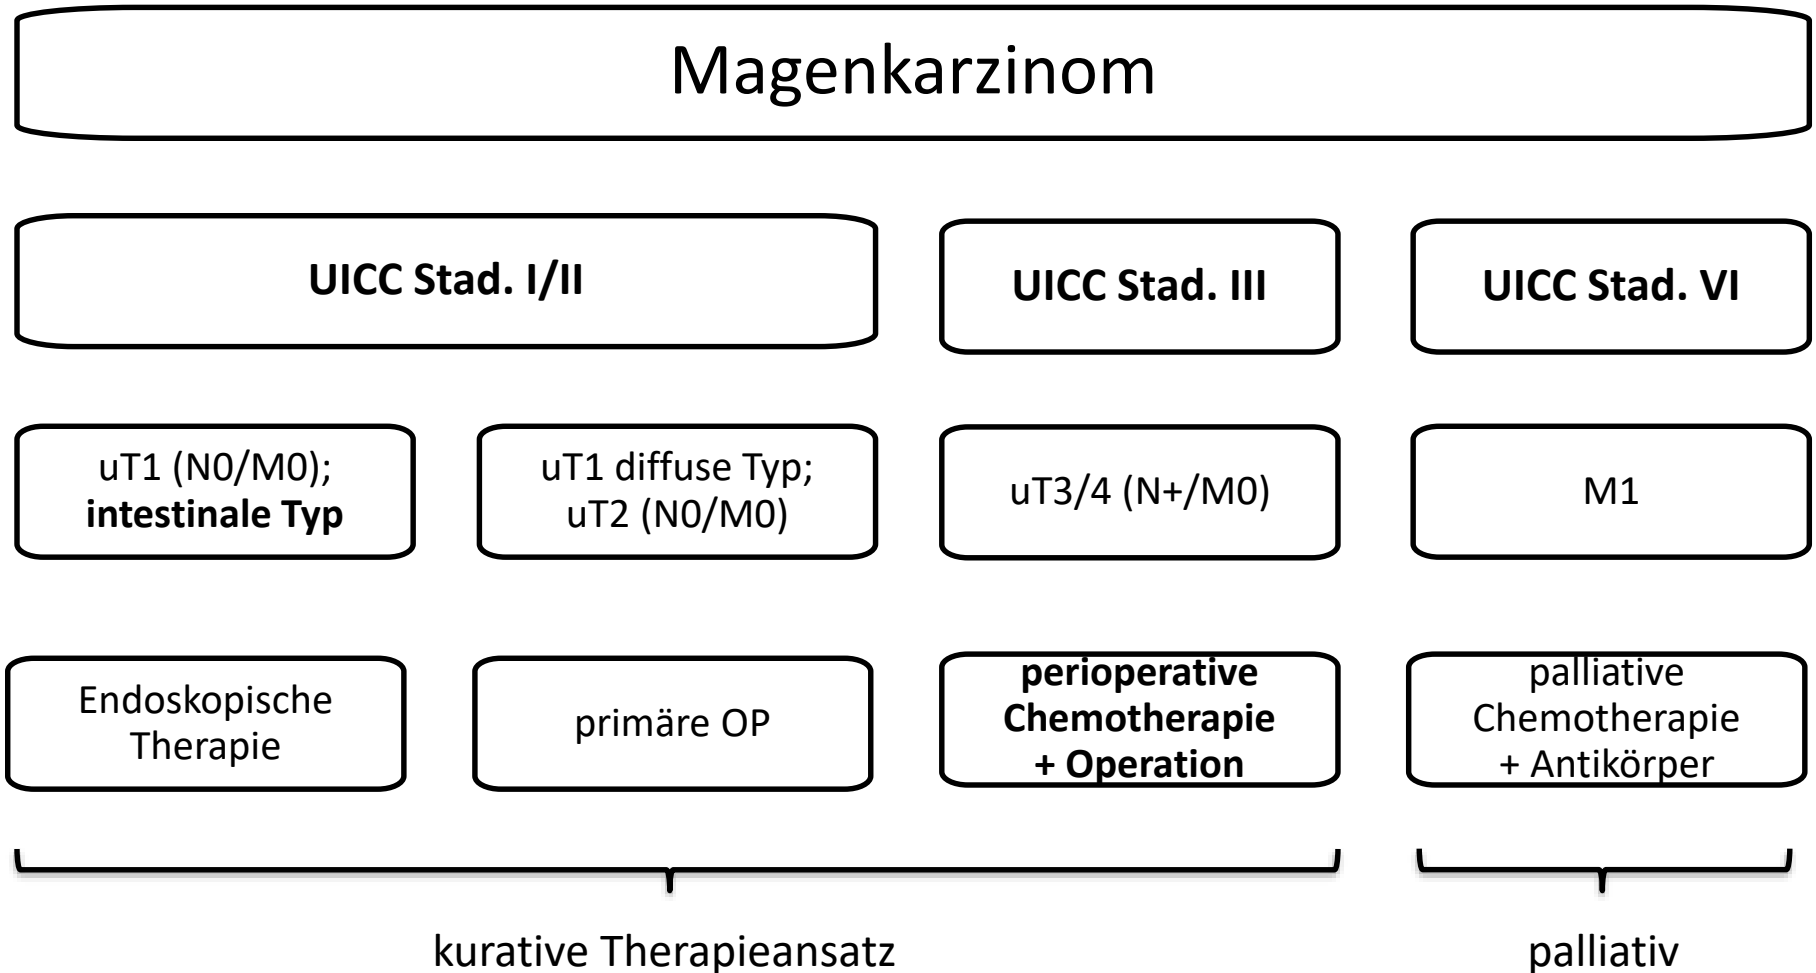 Magenkarzinom
UICC Stad. I/II
UICC Stad. III
UICC Stad. VI
uT1 (N0/M0);
intestinale Typ
uT1 diffuse Typ;
uT2 (N0/M0)
uT3/4 (N+/M0)
M1
Endoskopische
Therapie
primäre OP
perioperative
Chemotherapie
+ Operation
palliative
Chemotherapie
+ Antikörper
kurative Therapieansatz
palliativ